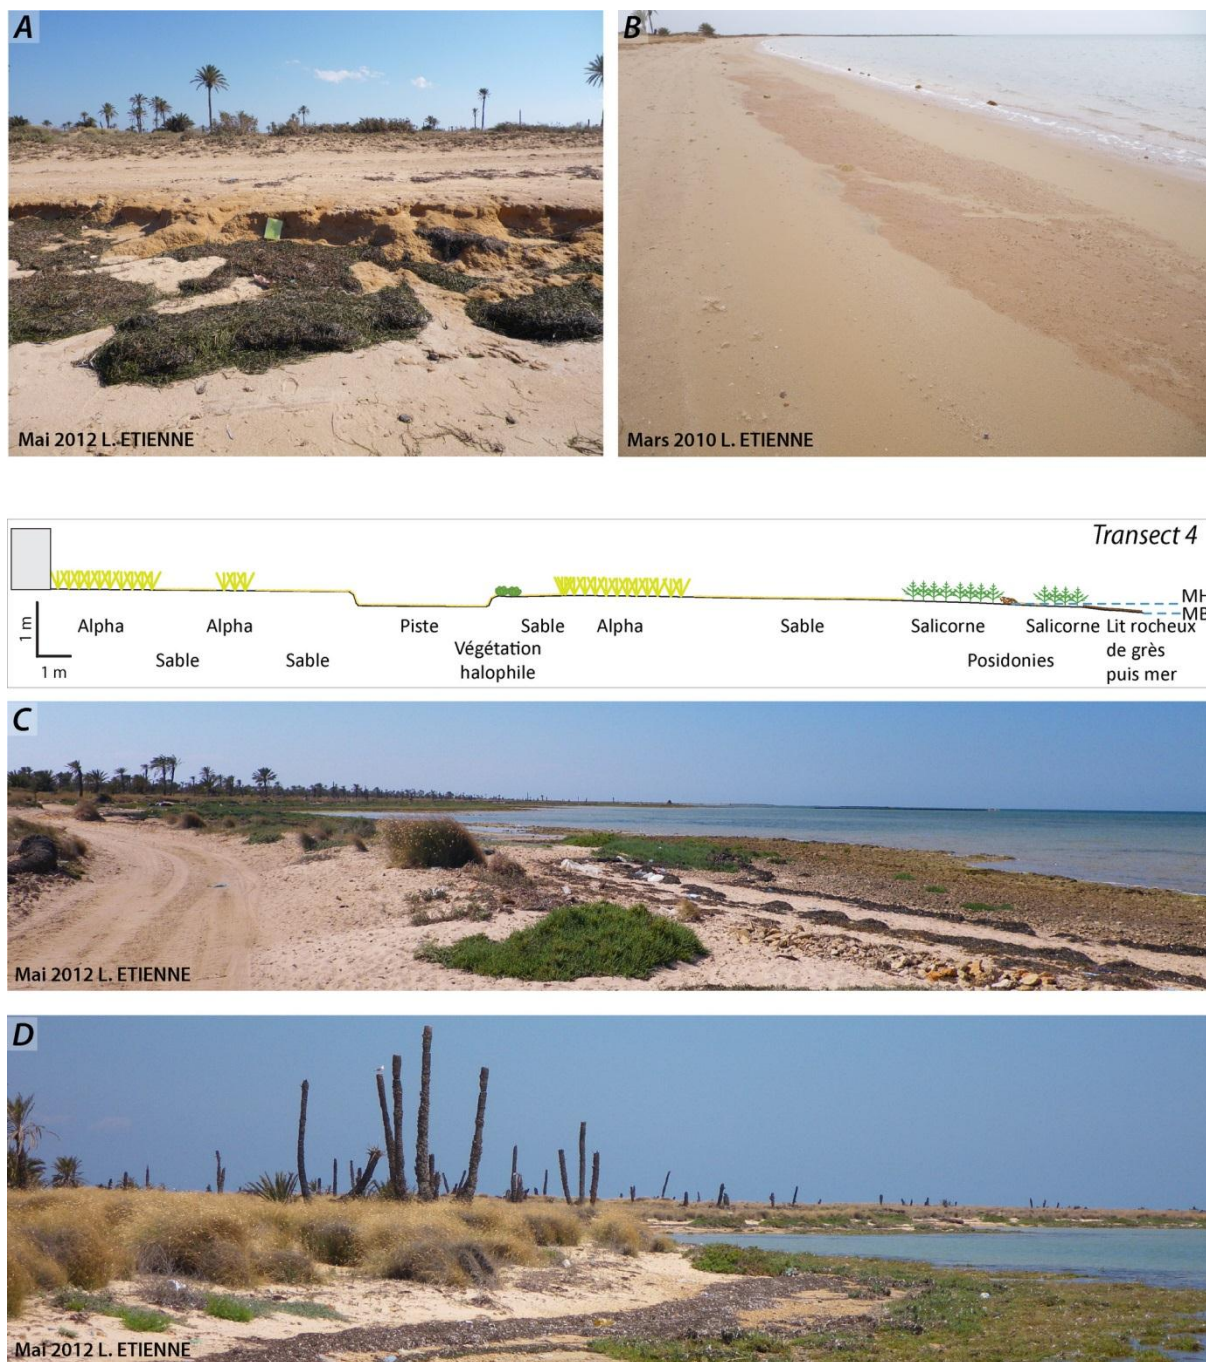 A
Mai 2012 L. ETIENNE
B
Mars 2010 L. ETIENNE
Transect 4
MH
MB
1 m
1 m
Alpha
Sable
Alpha
Sable
Piste
Végétation
halophile
Sable
Alpha
Sable
Salicorne
Posidonies
Salicorne
Lit rocheux
de grès
puis mer
C
Mai 2012 L. ETIENNE
D
Mai 2012 L. ETIENNE